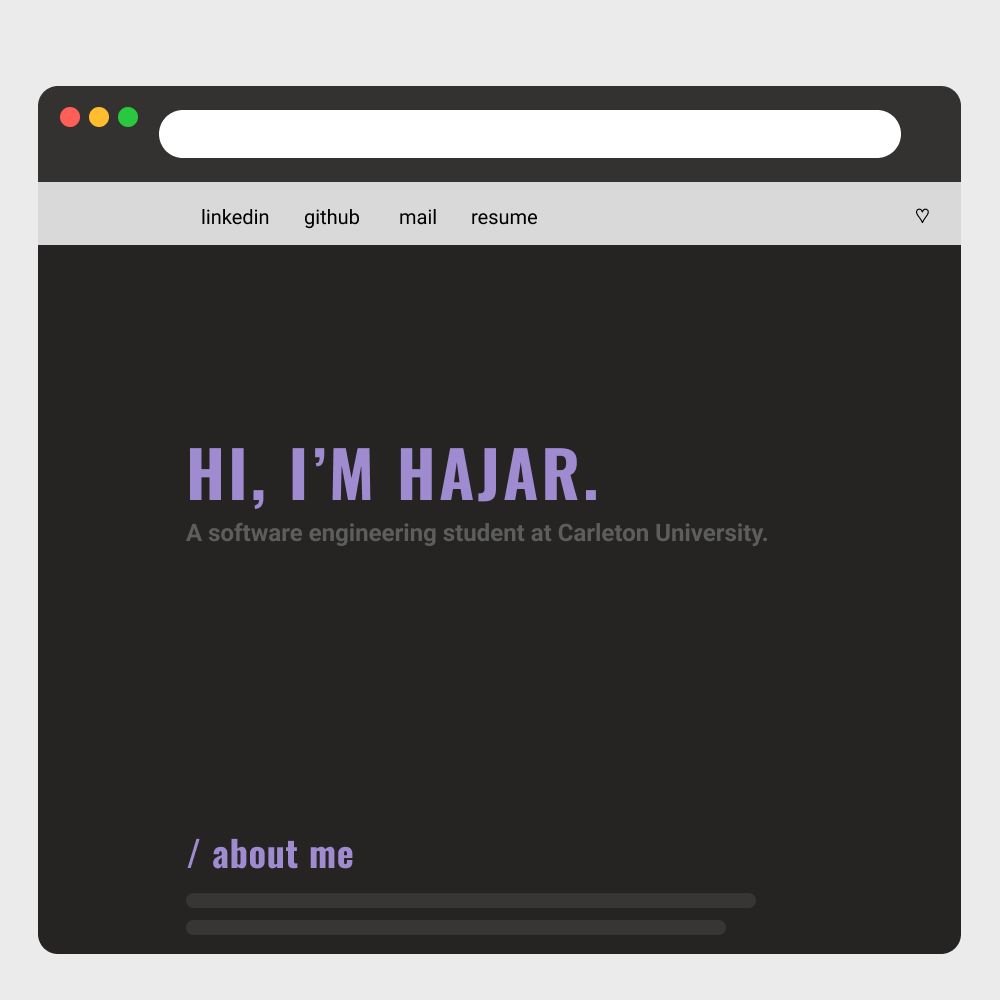 linkedin github mail resume ♡
HI, I’M HAJAR.
A software engineering student at Carleton University.
/ about me